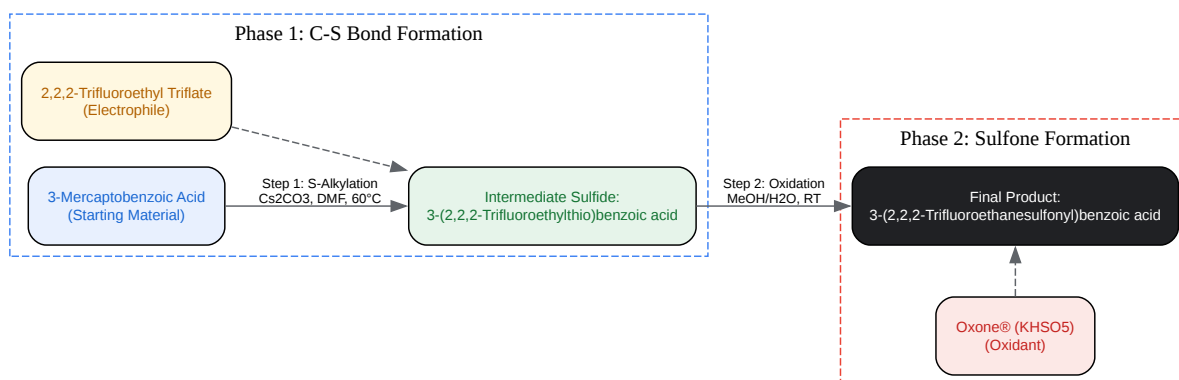 Phase 1: C-S Bond Formation
2,2,2-Trifluoroethyl Triflate
(Electrophile)
3-Mercaptobenzoic Acid
(Starting Material)
Step 1: S-Alkylation
Cs2CO3, DMF, 60°C
Intermediate Sulfide:
3-(2,2,2-Trifluoroethylthio)benzoic acid
Step 2: Oxidation
MeOH/H2O, RT
Phase 2: Sulfone Formation
Final Product:
3-(2,2,2-Trifluoroethanesulfonyl)benzoic acid
Oxone® (KHSO5)
(Oxidant)